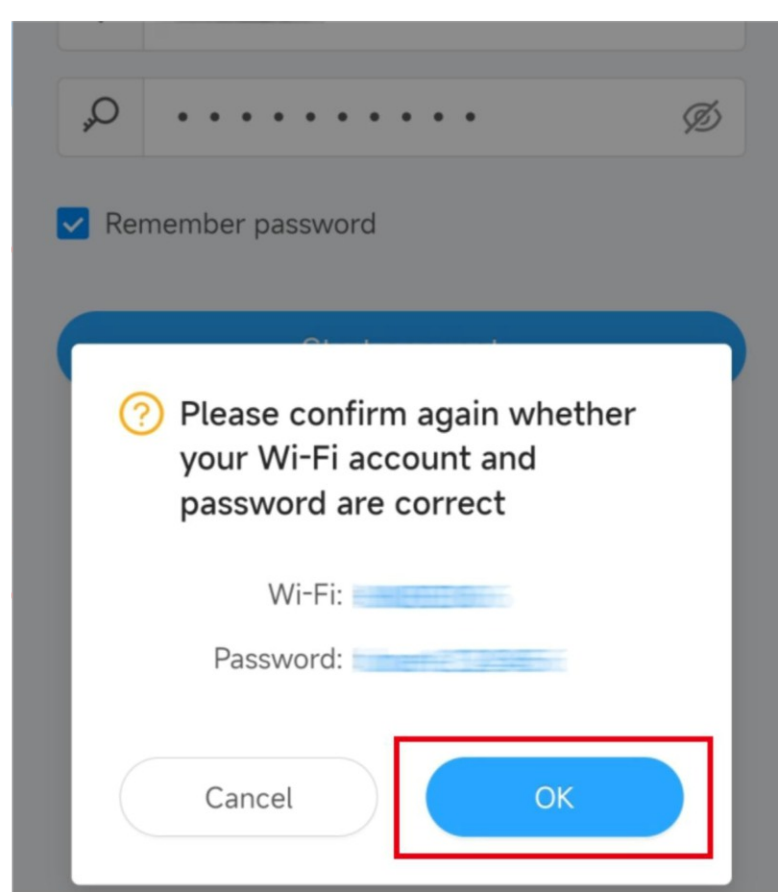 Remember password
Please confirm again whether
your Wi-Fi account and
password are correct
Wi-Fi:
Password:
Cancel
OK